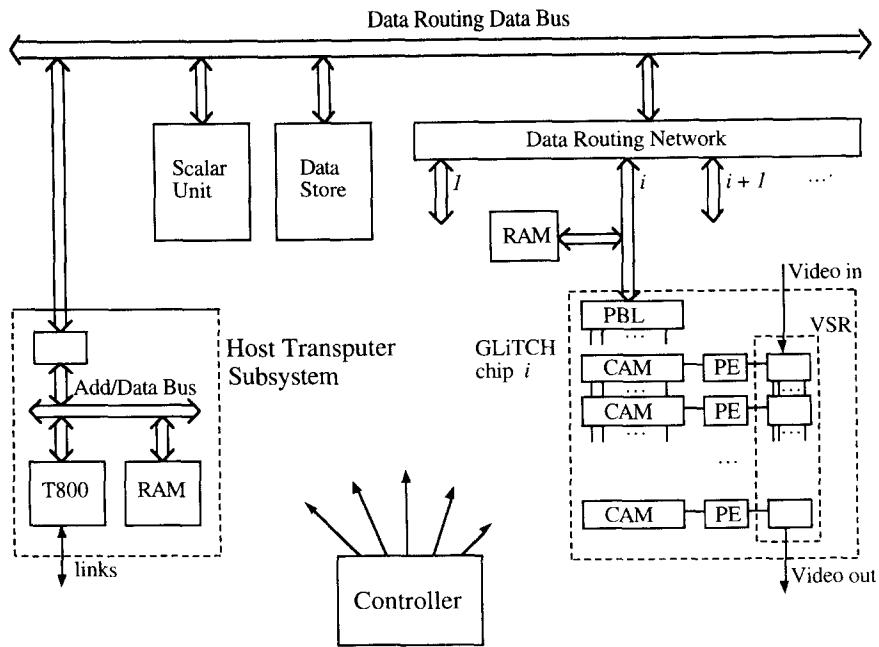 Data Routing Data Bus
Scalar
Unit
Data
Store
Data Routing Network
1
i
i + 1
....
RAM
Video in
PBL
...
VSR
GLiTCH
chip i
CAM
PE
...
...
CAM
PE
...
...
...
CAM
PE
Video out
Host Transputer
Subsystem
Add/Data Bus
T800
RAM
links
Controller